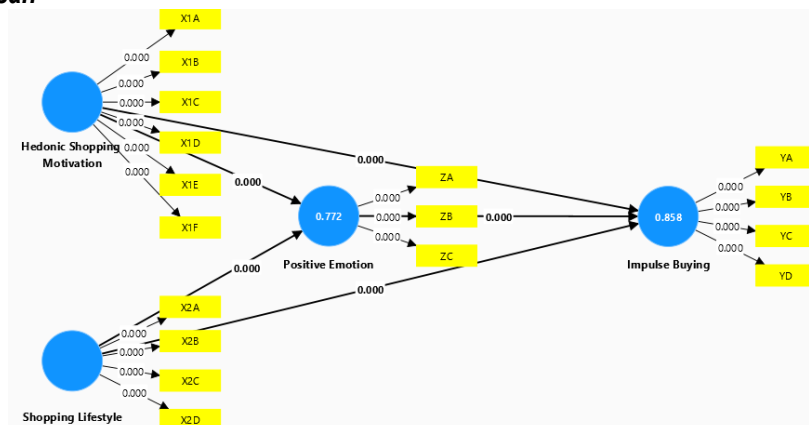 X1A
0.000
X1B
0.000
0.000
X1C
0.000
X1D
Hedonic Shopping
Motivation
0.000
0.000
X1E
X1F
0.000
0.000
ZA
0.000
0.772
0.000
ZB
0.000
0.000
ZC
Positive Emotion
0.000
0.000
0.858
Impulse Buying
YA
0.000
YB
0.000
YC
0.000
0.000
YD
X2A
0.000
X2B
0.000
0.000
X2C
0.000
X2D
Shopping Lifestyle